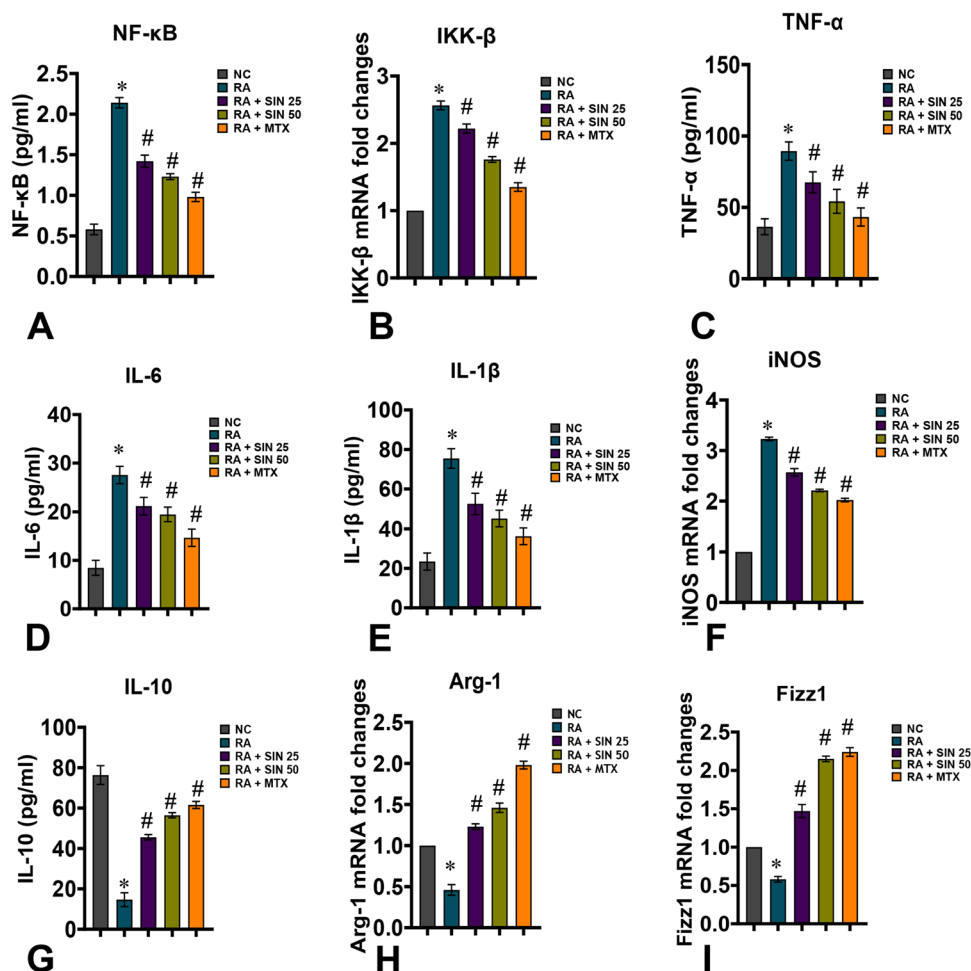 NF-κB
NF-κB (pg/ml)
2.5
2.0
1.5
1.0
0.5
0.0
*
#
#
#
NC
RA
RA + SIN 25
RA + SIN 50
RA + MTX
A
IKK-β
IKK-β mRNA fold changes
3
2
1
0
*
#
#
#
NC
RA
RA + SIN 25
RA + SIN 50
RA + MTX
B
TNF-α
TNF-α (pg/ml)
150
100
50
0
*
#
#
#
NC
RA
RA + SIN 25
RA + SIN 50
RA + MTX
C
IL-6
IL-6 (pg/ml)
40
30
20
10
0
*
#
#
#
NC
RA
RA + SIN 25
RA + SIN 50
RA + MTX
D
IL-1β
IL-1β (pg/ml)
100
80
60
40
20
0
*
#
#
#
NC
RA
RA + SIN 25
RA + SIN 50
RA + MTX
E
iNOS
iNOS mRNA fold changes
4
3
2
1
0
*
#
#
#
NC
RA
RA + SIN 25
RA + SIN 50
RA + MTX
F
IL-10
IL-10 (pg/ml)
100
80
60
40
20
0
*
#
#
#
NC
RA
RA + SIN 25
RA + SIN 50
RA + MTX
G
Arg-1
Arg-1 mRNA fold changes
2.5
2.0
1.5
1.0
0.5
0.0
*
#
#
#
NC
RA
RA + SIN 25
RA + SIN 50
RA + MTX
H
Fizz1
Fizz1 mRNA fold changes
2.5
2.0
1.5
1.0
0.5
0.0
*
#
#
#
NC
RA
RA + SIN 25
RA + SIN 50
RA + MTX
I